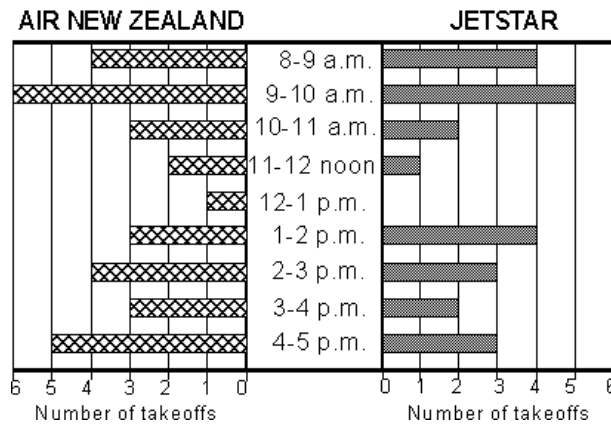 AIR NEW ZEALAND JETSTAR
8-9 a.m.
9-10 a.m.
10-11 a.m.
11-12 noon
12-1 p.m.
1-2 p.m.
2-3 p.m.
3-4 p.m.
4-5 p.m.
6 5 4 3 2 1 0 0 1 2 3 4 5 6
Number of takeoffs Number of takeoffs